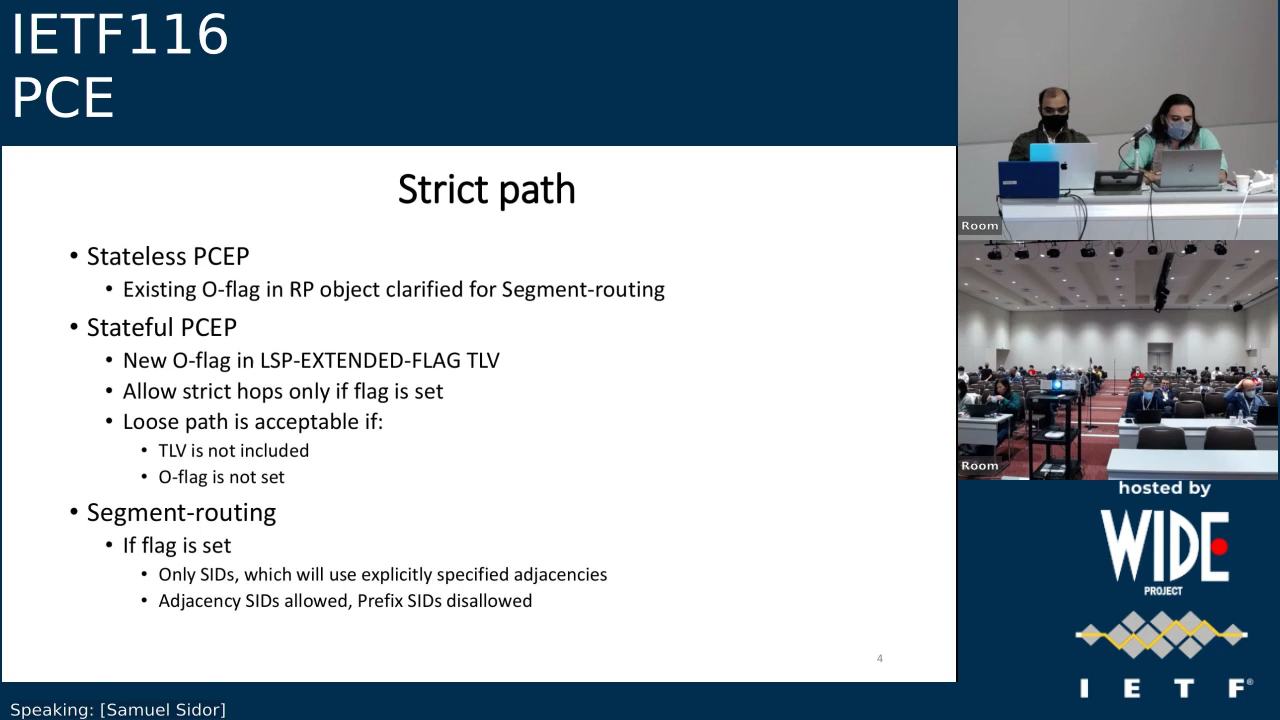 IETF116
PCE
Strict path
• Stateless PCEP
• Existing O-flag in RP object clarified for Segment-routing
• Stateful PCEP
• New O-flag in LSP-EXTENDED-FLAG TLV
• Allow strict hops only if flag is set
• Loose path is acceptable if:
• TLV is not included
• O-flag is not set
• Segment-routing
• If flag is set
• Only SIDs, which will use explicitly specified adjacencies
• Adjacency SIDs allowed, Prefix SIDs disallowed
4
Room
Room
hosted by
WIDE
PROJECT
I E T F®
Speaking: [Samuel Sidor]